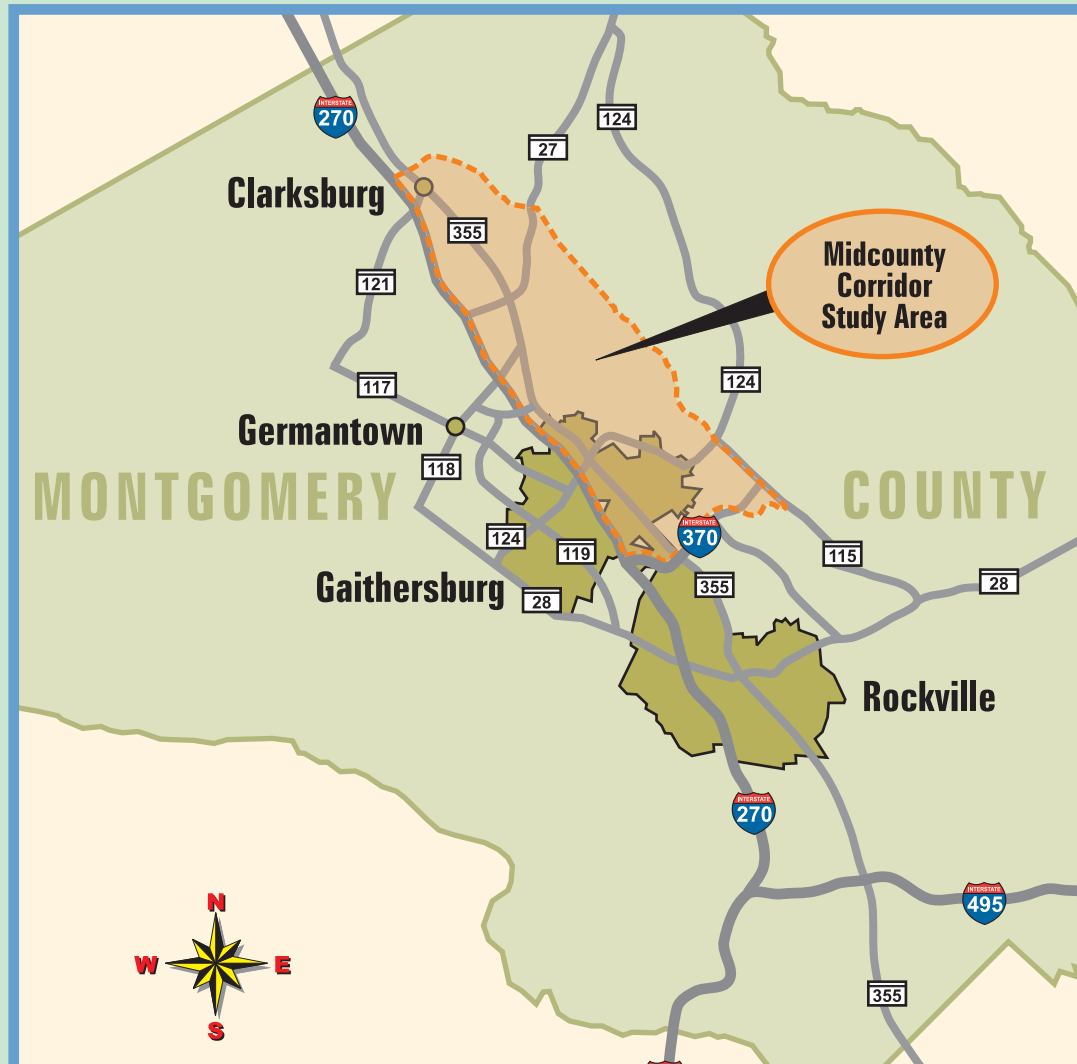 INTERSTATE
270
124
27
Clarksburg
355
Midcounty
Corridor
Study Area
121
117
124
Germantown
118
MONTGOMERY
COUNTY
124
119
INTERSTATE
370
115
Gaithersburg
28
355
28
Rockville
INTERSTATE
270
INTERSTATE
495
N
W
E
S
355